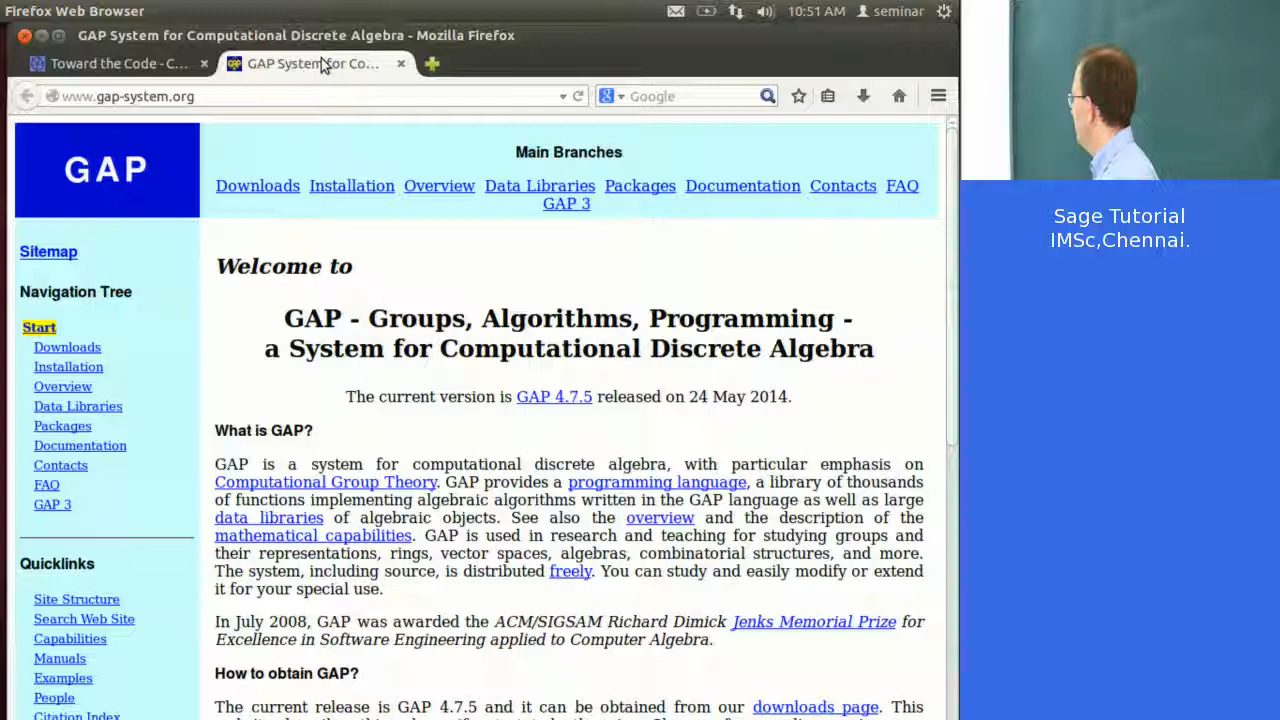 Firefox Web Browser
10:51 AM seminar
GAP System for Computational Discrete Algebra - Mozilla Firefox
Toward the Code - C...
GAP System for Co...
www.gap-system.org
Google
GAP
Main Branches
Downloads Installation Overview Data Libraries Packages Documentation Contacts FAQ
GAP 3
Sitemap
Navigation Tree
Start
Downloads
Installation
Overview
Data Libraries
Packages
Documentation
Contacts
FAQ
GAP 3
Quicklinks
Site Structure
Search Web Site
Capabilities
Manuals
Examples
People
Citation Index
Welcome to
GAP - Groups, Algorithms, Programming -
a System for Computational Discrete Algebra
The current version is GAP 4.7.5 released on 24 May 2014.
What is GAP?
GAP is a system for computational discrete algebra, with particular emphasis on
Computational Group Theory. GAP provides a programming language, a library of thousands
of functions implementing algebraic algorithms written in the GAP language as well as large
data libraries of algebraic objects. See also the overview and the description of the
mathematical capabilities. GAP is used in research and teaching for studying groups and
their representations, rings, vector spaces, algebras, combinatorial structures, and more.
The system, including source, is distributed freely. You can study and easily modify or extend
it for your special use.
In July 2008, GAP was awarded the ACM/SIGSAM Richard Dimick Jenks Memorial Prize for
Excellence in Software Engineering applied to Computer Algebra.
How to obtain GAP?
The current release is GAP 4.7.5 and it can be obtained from our downloads page. This
Sage Tutorial
IMSc,Chennai.